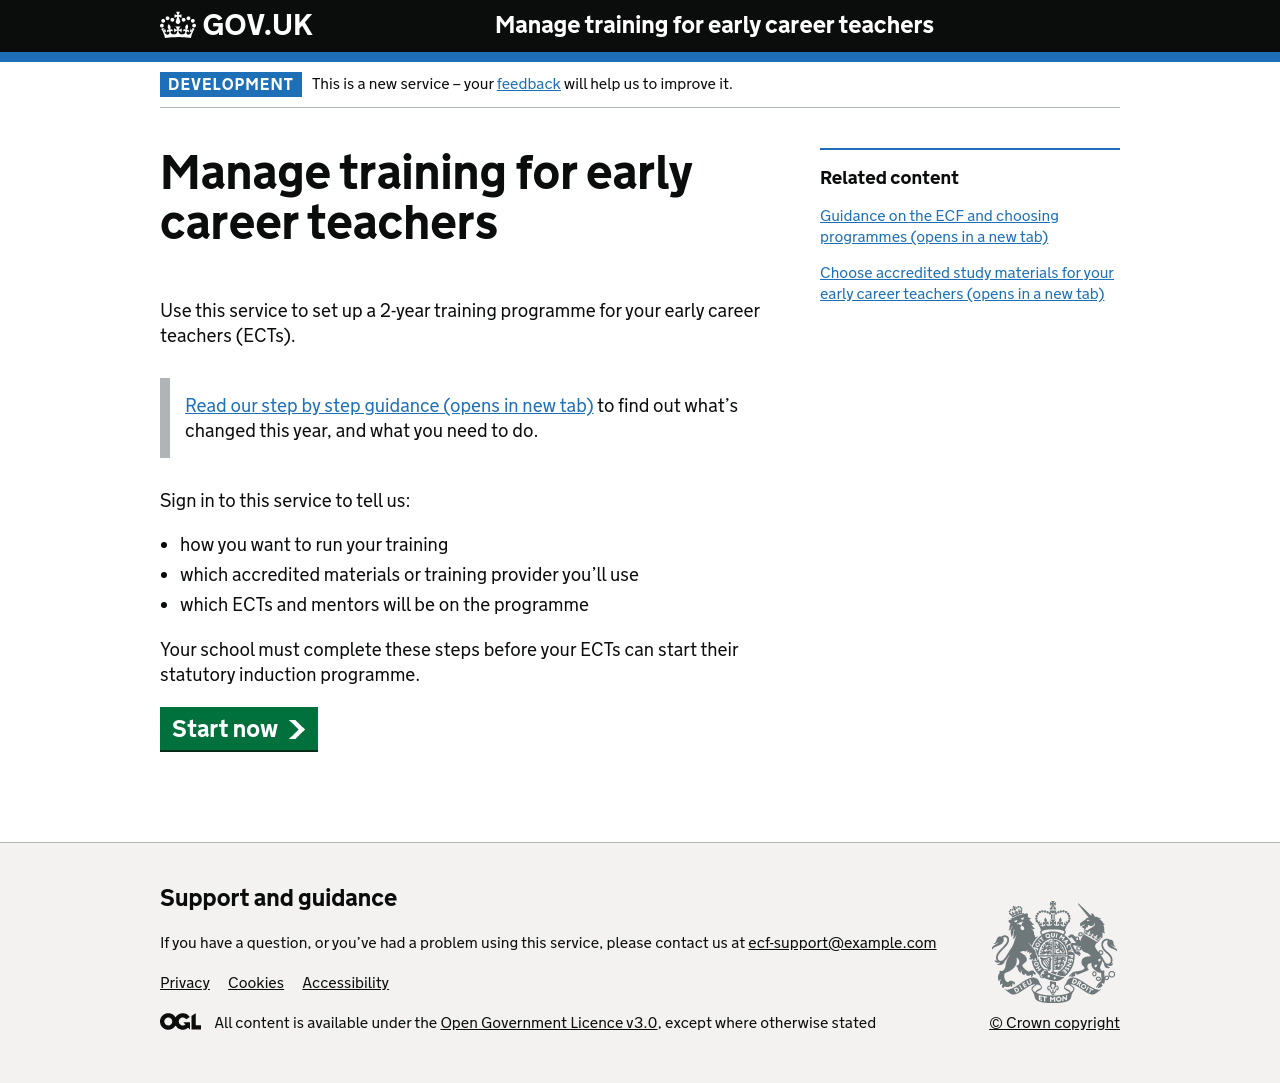 GOV.UK Manage training for early career teachers
DEVELOPMENT This is a new service – your feedback will help us to improve it.
Manage training for early
career teachers
Use this service to set up a 2-year training programme for your early career
teachers (ECTs).
Read our step by step guidance (opens in new tab) to find out what’s
changed this year, and what you need to do.
Sign in to this service to tell us:
• how you want to run your training
• which accredited materials or training provider you’ll use
• which ECTs and mentors will be on the programme
Your school must complete these steps before your ECTs can start their
statutory induction programme.
Start now
Related content
Guidance on the ECF and choosing
programmes (opens in a new tab)
Choose accredited study materials for your
early career teachers (opens in a new tab)
Support and guidance
If you have a question, or you’ve had a problem using this service, please contact us at ecf-support@example.com
Privacy Cookies Accessibility
OGL All content is available under the Open Government Licence v3.0, except where otherwise stated
© Crown copyright